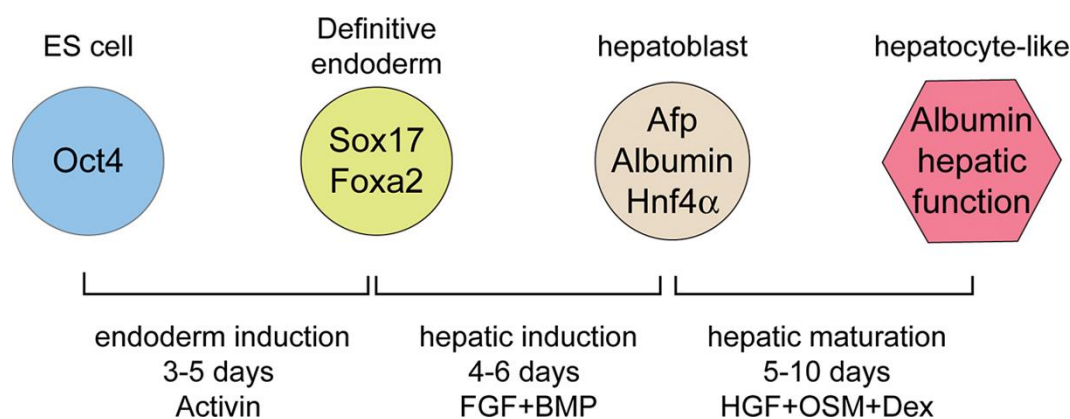 ES cell
Definitive
endoderm
hepatoblast
hepatocyte-like
Oct4
Sox17
Foxa2
Afp
Albumin
Hnf4α
Albumin
hepatic
function
endoderm induction
3-5 days
Activin
hepatic induction
4-6 days
FGF+BMP
hepatic maturation
5-10 days
HGF+OSM+Dex